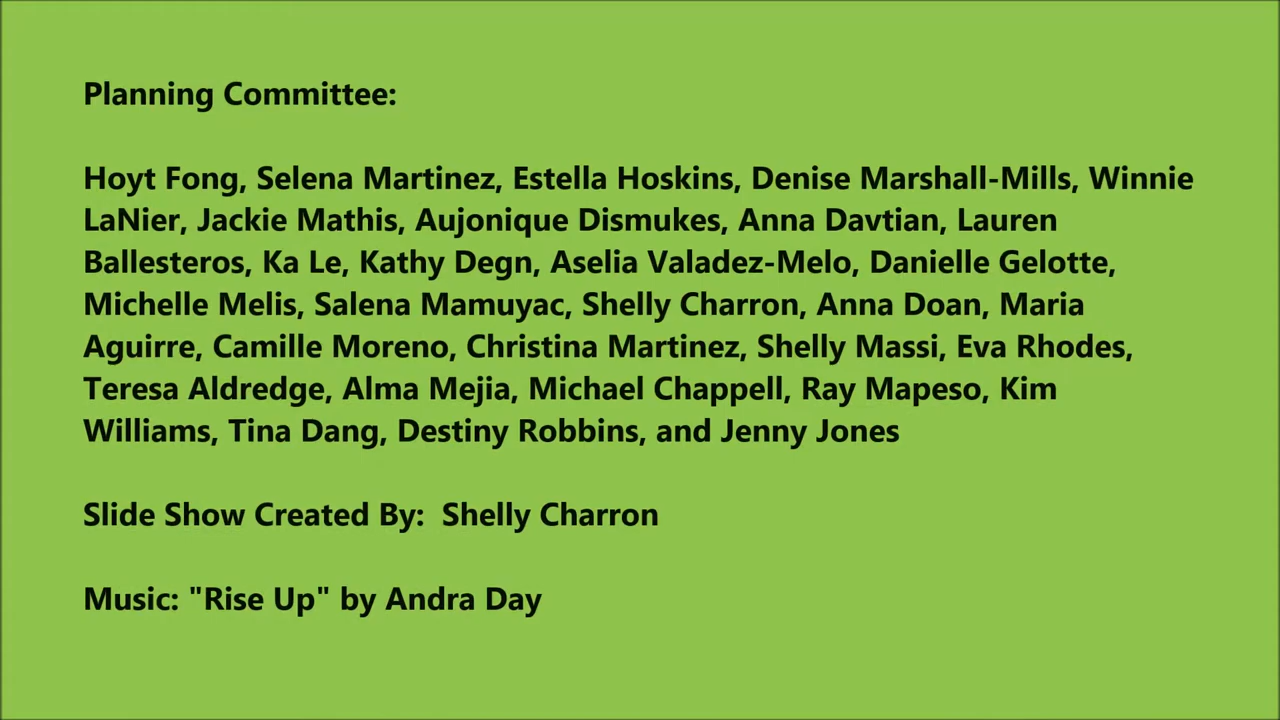 Planning Committee:
Hoyt Fong, Selena Martinez, Estella Hoskins, Denise Marshall-Mills, Winnie
LaNier, Jackie Mathis, Aujonique Dismukes, Anna Davtian, Lauren
Ballesteros, Ka Le, Kathy Degn, Aselia Valadez-Melo, Danielle Gelotte,
Michelle Melis, Salena Mamuyac, Shelly Charron, Anna Doan, Maria
Aguirre, Camille Moreno, Christina Martinez, Shelly Massi, Eva Rhodes,
Teresa Aldredge, Alma Mejia, Michael Chappell, Ray Mapeso, Kim
Williams, Tina Dang, Destiny Robbins, and Jenny Jones
Slide Show Created By:  Shelly Charron
Music: "Rise Up" by Andra Day